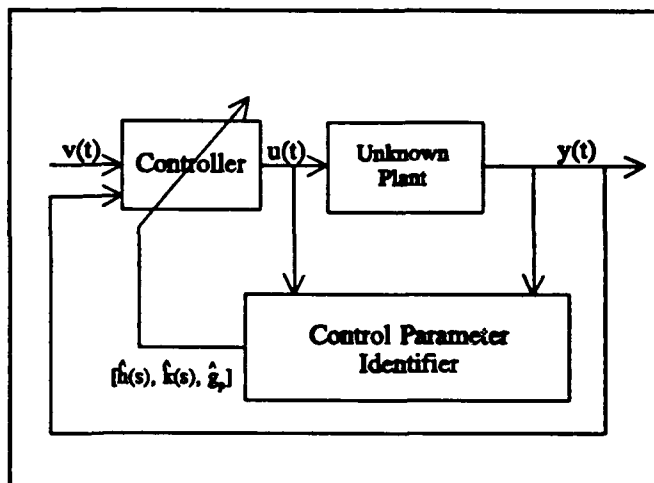 v(t)
Controller
u(t)
Unknown
Plant
y(t)
Control Parameter
Identifier
[ĥ(s), k̂(s), ĝₚ]